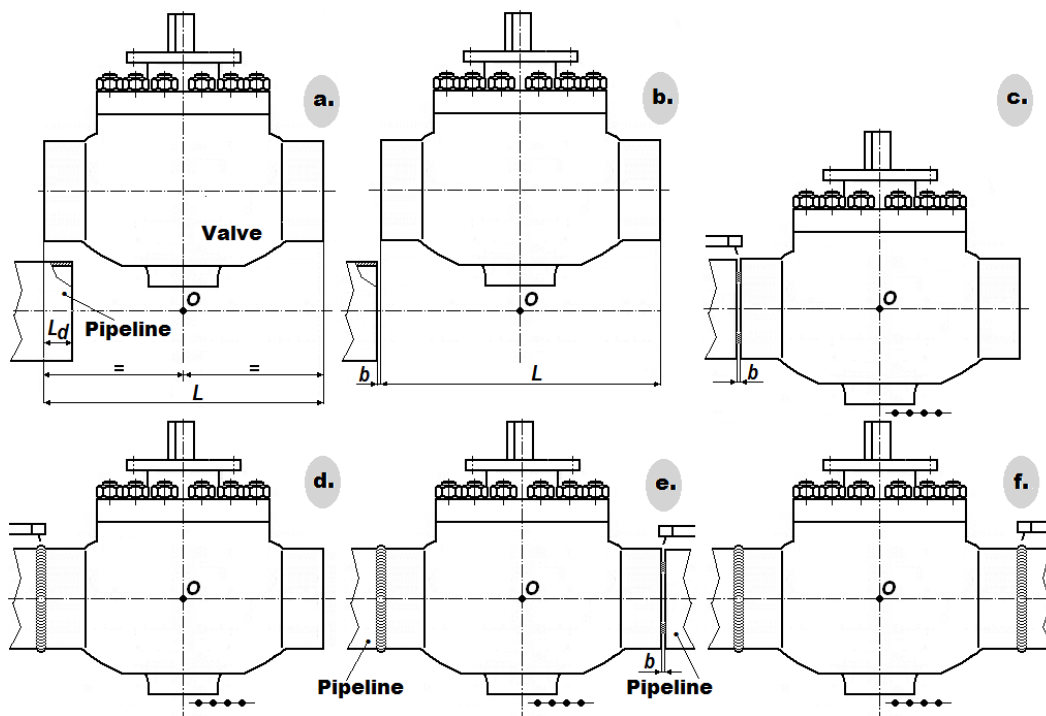 a.
Valve
O
Pipeline
Ld
=
=
L
b.
O
b
L
c.
O
b
d.
O
e.
O
b
Pipeline
Pipeline
f.
O